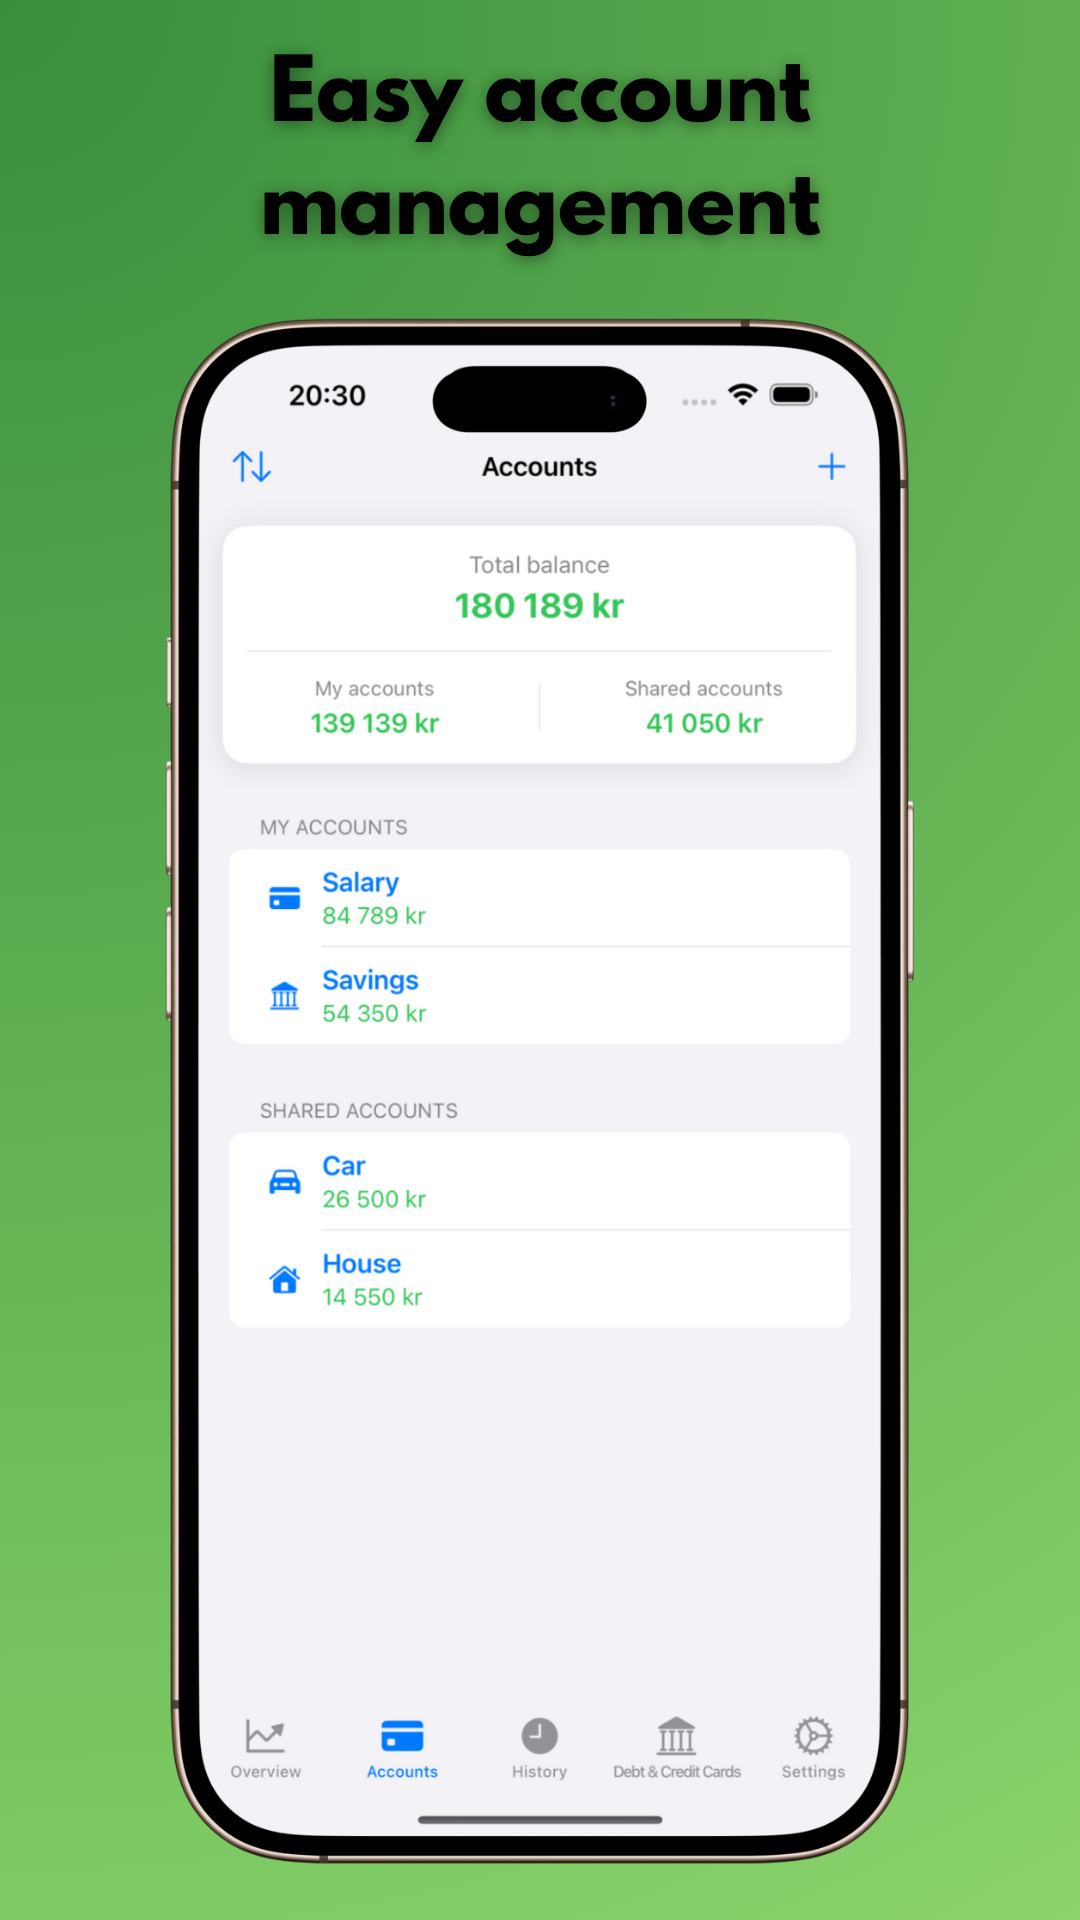 Easy account
management
20:30
Accounts
Total balance
180 189 kr
My accounts
139 139 kr
Shared accounts
41 050 kr
MY ACCOUNTS
Salary
84 789 kr
Savings
54 350 kr
SHARED ACCOUNTS
Car
26 500 kr
House
14 550 kr
Overview
Accounts
History
Debt & Credit Cards
Settings